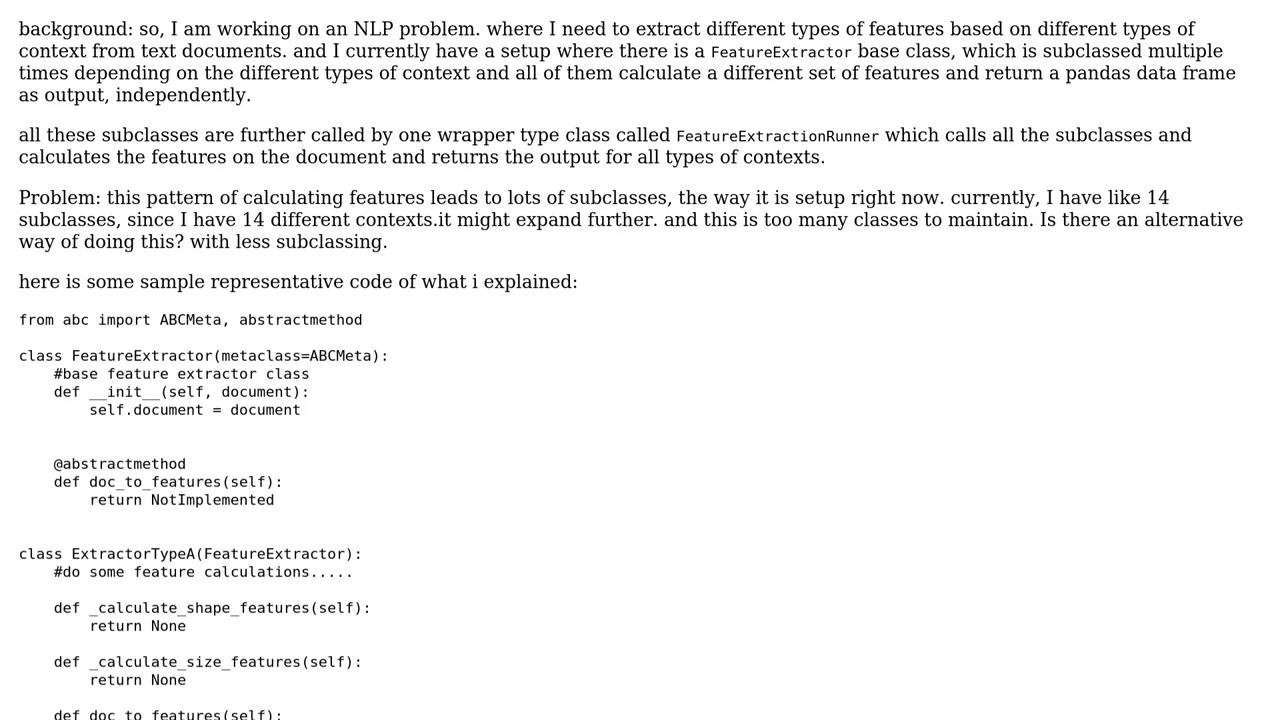 background: so, I am working on an NLP problem. where I need to extract different types of features based on different types of
context from text documents. and I currently have a setup where there is a FeatureExtractor base class, which is subclassed multiple
times depending on the different types of context and all of them calculate a different set of features and return a pandas data frame
as output, independently.
all these subclasses are further called by one wrapper type class called FeatureExtractionRunner which calls all the subclasses and
calculates the features on the document and returns the output for all types of contexts.
Problem: this pattern of calculating features leads to lots of subclasses, the way it is setup right now. currently, I have like 14
subclasses, since I have 14 different contexts.it might expand further. and this is too many classes to maintain. Is there an alternative
way of doing this? with less subclassing.
here is some sample representative code of what i explained:
from abc import ABCMeta, abstractmethod
class FeatureExtractor(metaclass=ABCMeta):
    #base feature extractor class
    def __init__(self, document):
        self.document = document
    @abstractmethod
    def doc_to_features(self):
        return NotImplemented
class ExtractorTypeA(FeatureExtractor):
    #do some feature calculations.....
    def _calculate_shape_features(self):
        return None
    def _calculate_size_features(self):
        return None
    def doc_to_features(self):